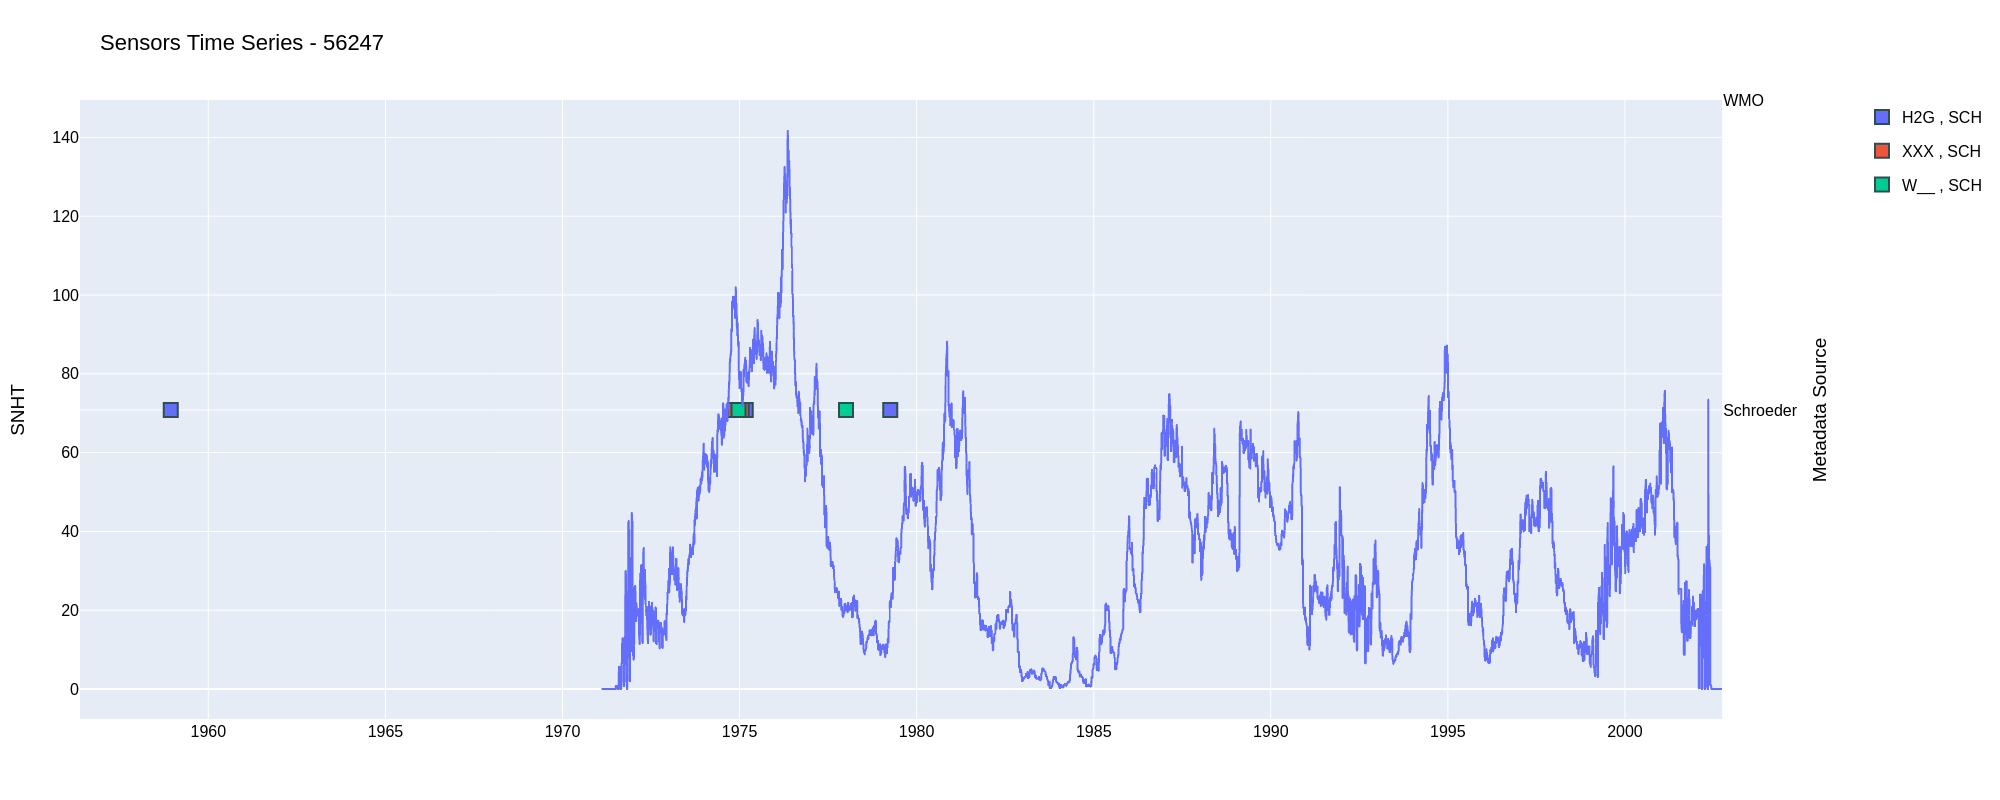 Sensors Time Series - 56247
WMO
H2G , SCH
XXX , SCH
W__ , SCH
140
120
100
80
60
40
20
0
SNHT
Schroeder
Metadata Source
1960
1965
1970
1975
1980
1985
1990
1995
2000